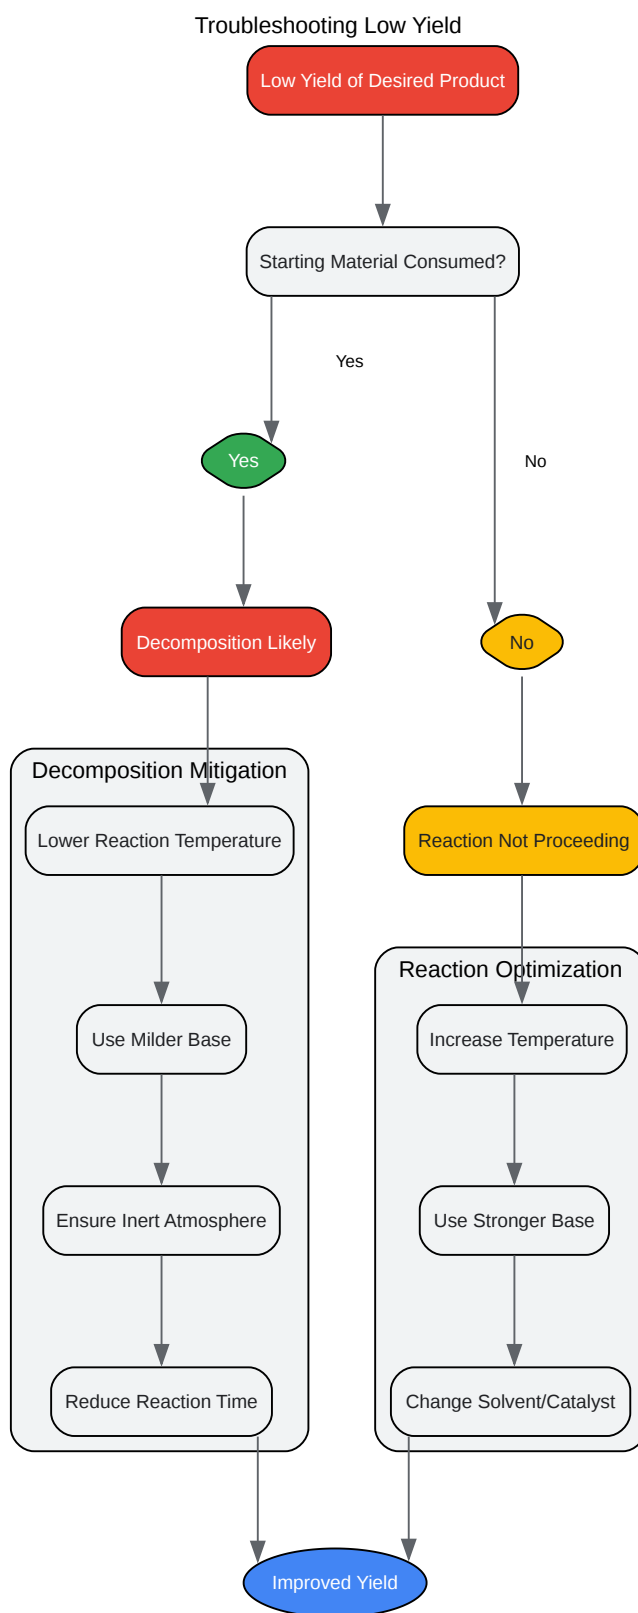 Troubleshooting Low Yield
Low Yield of Desired Product
Starting Material Consumed?
Yes
Yes
No
Decomposition Likely
No
Decomposition Mitigation
Lower Reaction Temperature
Reaction Not Proceeding
Use Milder Base
Reaction Optimization
Increase Temperature
Ensure Inert Atmosphere
Use Stronger Base
Reduce Reaction Time
Change Solvent/Catalyst
Improved Yield